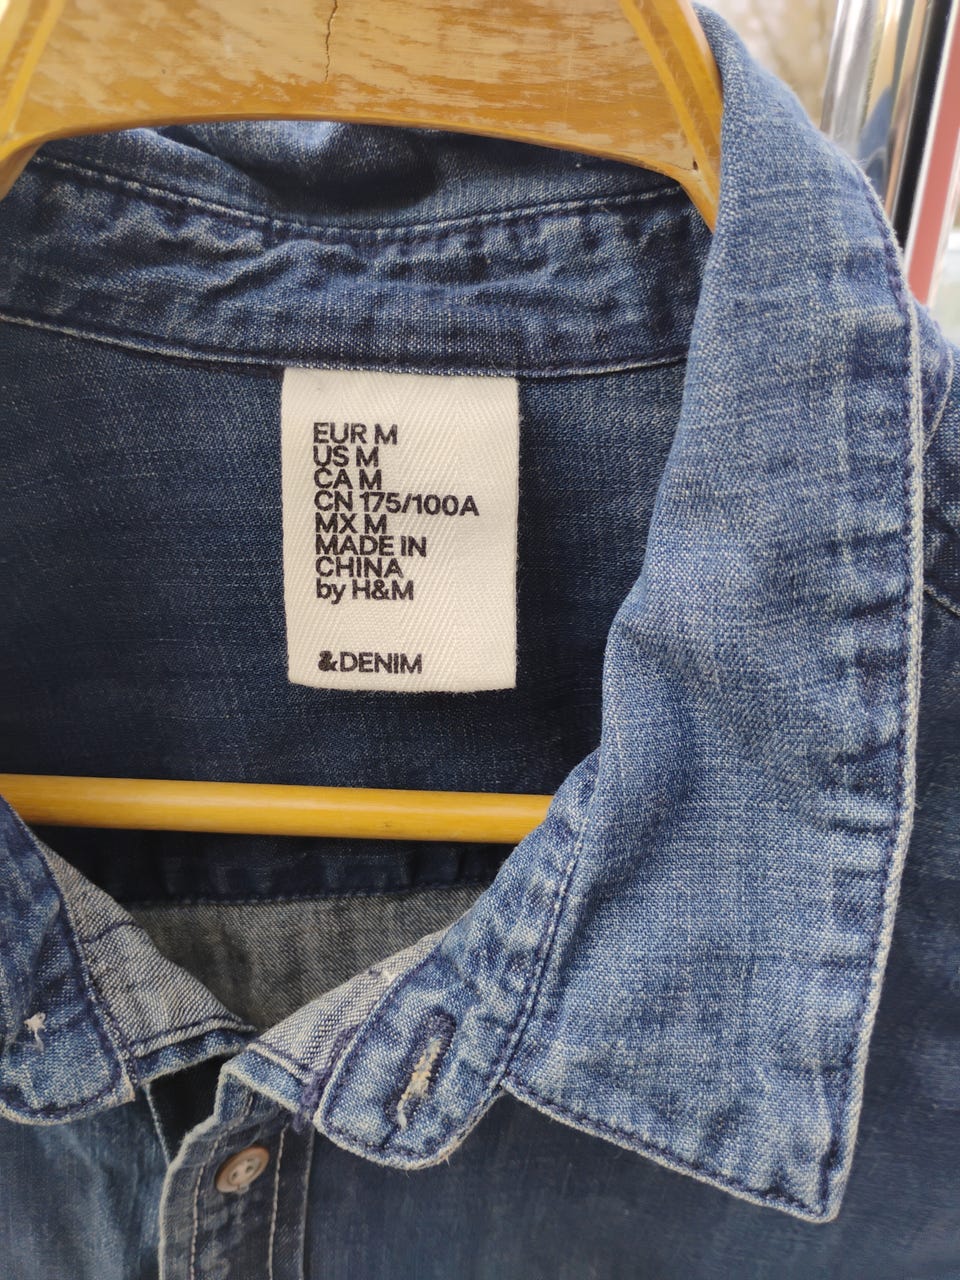 EUR M
US M
CA M
CN 175/100A
MX M
MADE IN
CHINA
by H&M
&DENIM